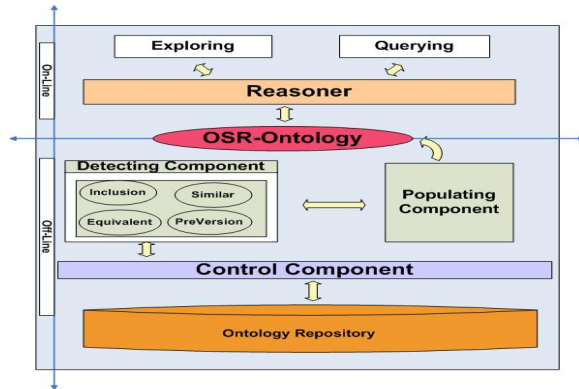 Exploring
Querying
On-Line
Reasoner
OSR-Ontology
Off-Line
Detecting Component
Inclusion
Similar
Equivalent
PreVersion
Populating
Component
Control Component
Ontology Repository